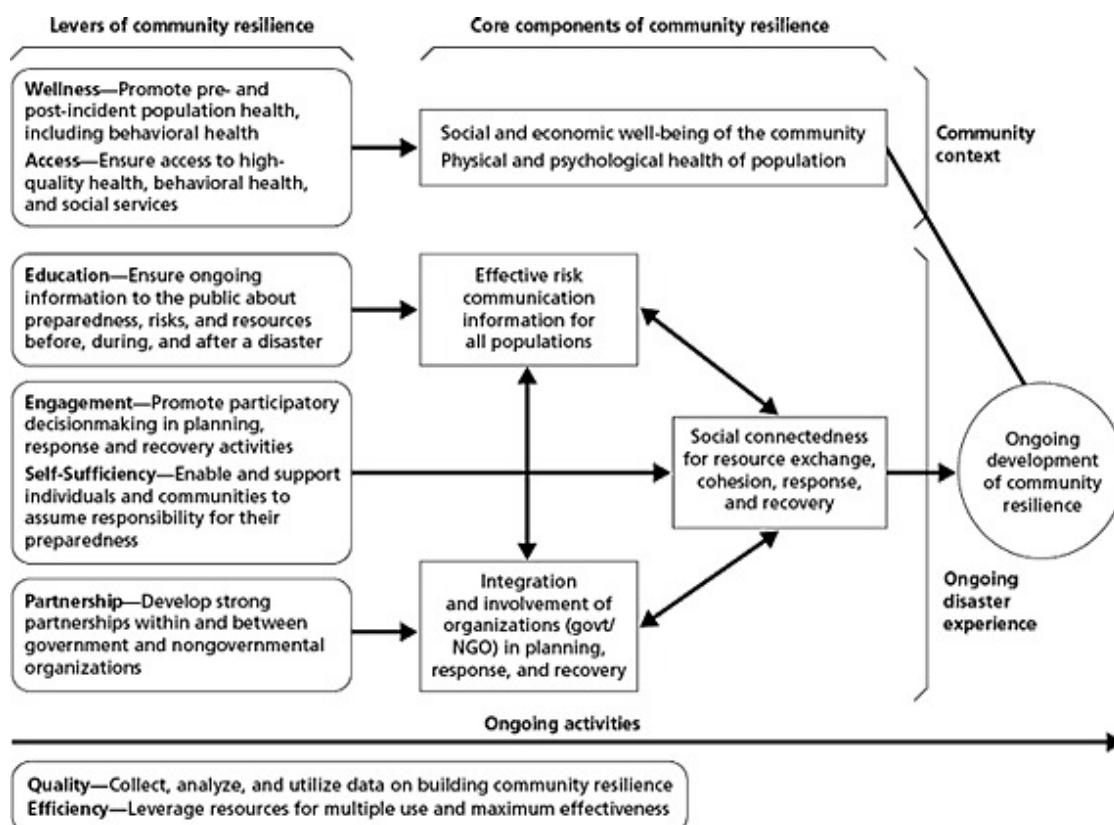 Levers of community resilience
Core components of community resilience
Wellness—Promote pre- and
post-incident population health,
including behavioral health
Access—Ensure access to high-
quality health, behavioral health,
and social services
Social and economic well-being of the community
Physical and psychological health of population
Community
context
Education—Ensure ongoing
information to the public about
preparedness, risks, and resources
before, during, and after a disaster
Effective risk
communication
information for
all populations
Engagement—Promote participatory
decisionmaking in planning,
response and recovery activities
Self-Sufficiency—Enable and support
individuals and communities to
assume responsibility for their
preparedness
Social connectedness
for resource exchange,
cohesion, response,
and recovery
Ongoing
development
of community
resilience
Partnership—Develop strong
partnerships within and between
government and nongovernmental
organizations
Integration
and involvement of
organizations (govt/
NGO) in planning,
response, and recovery
Ongoing
disaster
experience
Ongoing activities
Quality—Collect, analyze, and utilize data on building community resilience
Efficiency—Leverage resources for multiple use and maximum effectiveness